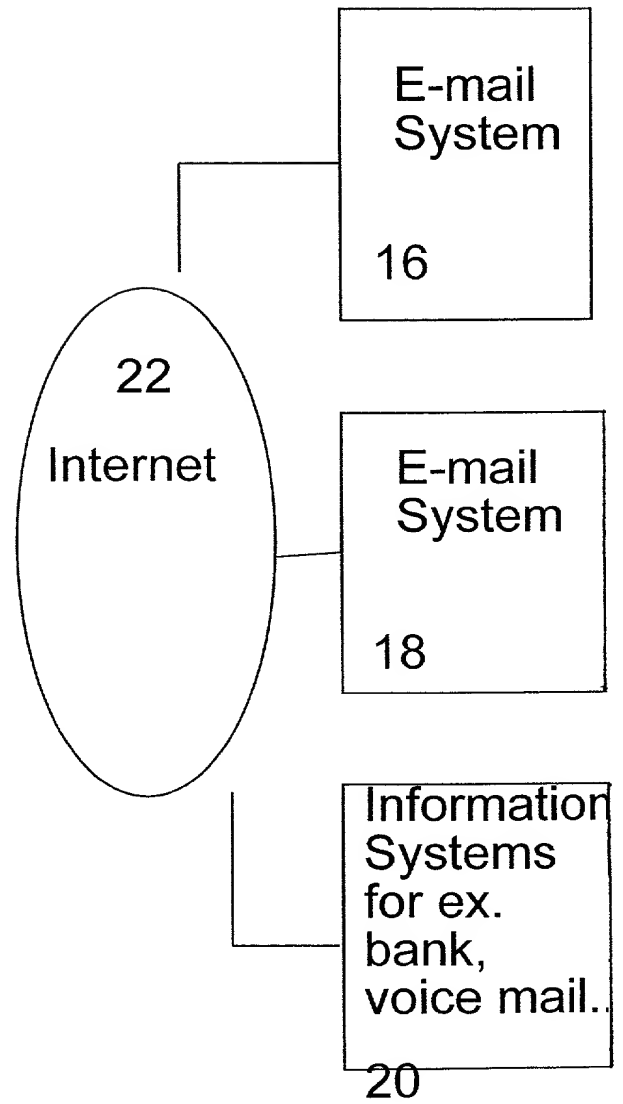 E-mail
System
16
22
Internet
E-mail
System
18
Information
Systems
for ex.
bank,
voice mail..
20